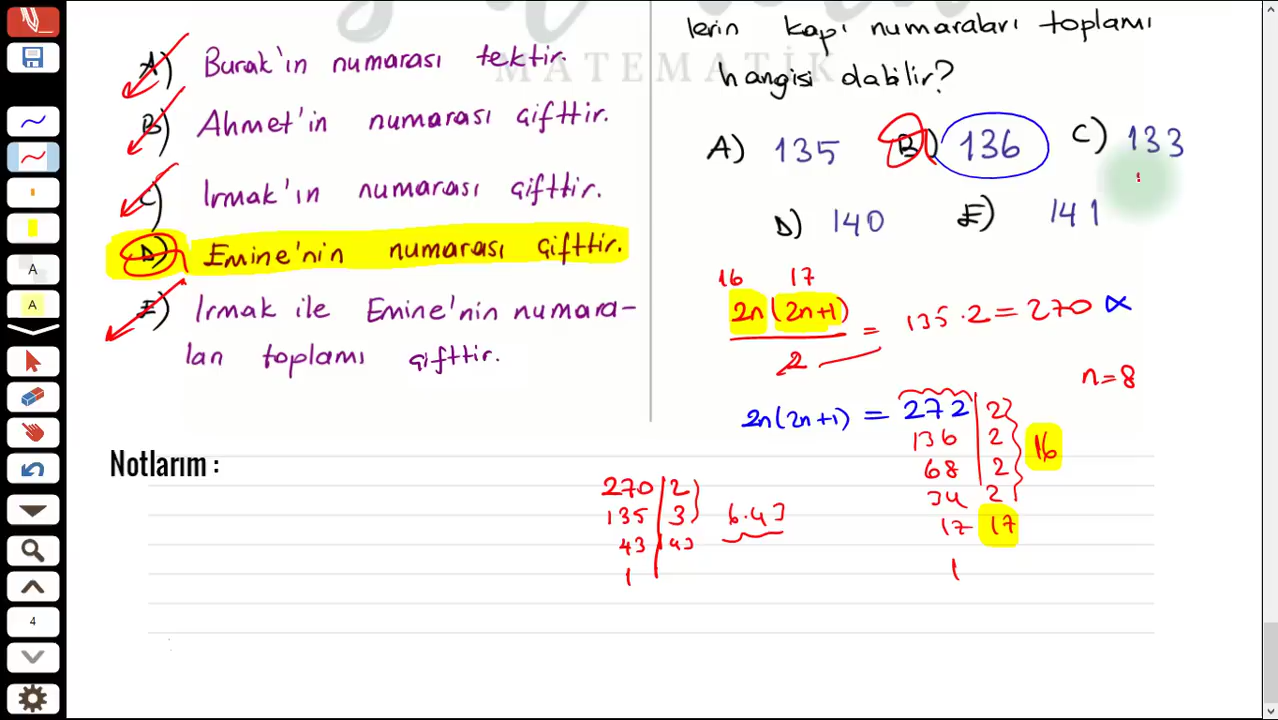 A) Burak'ın numarası tektir.
B) Ahmet'in numarası çifttir.
C) Irmak'ın numarası çifttir.
D) Emine'nin numarası çifttir.
E) Irmak ile Emine'nin numara-
ları toplamı çifttir.
MATEMATİK
lerin kapı numaraları toplamı
hangisi olabilir?
A) 135 B) 136 C) 133
D) 140 E) 141
16 17
2n(2n+1) = 135.2 = 270 ∝
2
n=8
2n(2n+1) = 272 | 2
136 2
68 2 16
34 2
17 17
1
Notlarım :
270 | 2
135 | 3 6.43
43 | 43
1
A
A
4